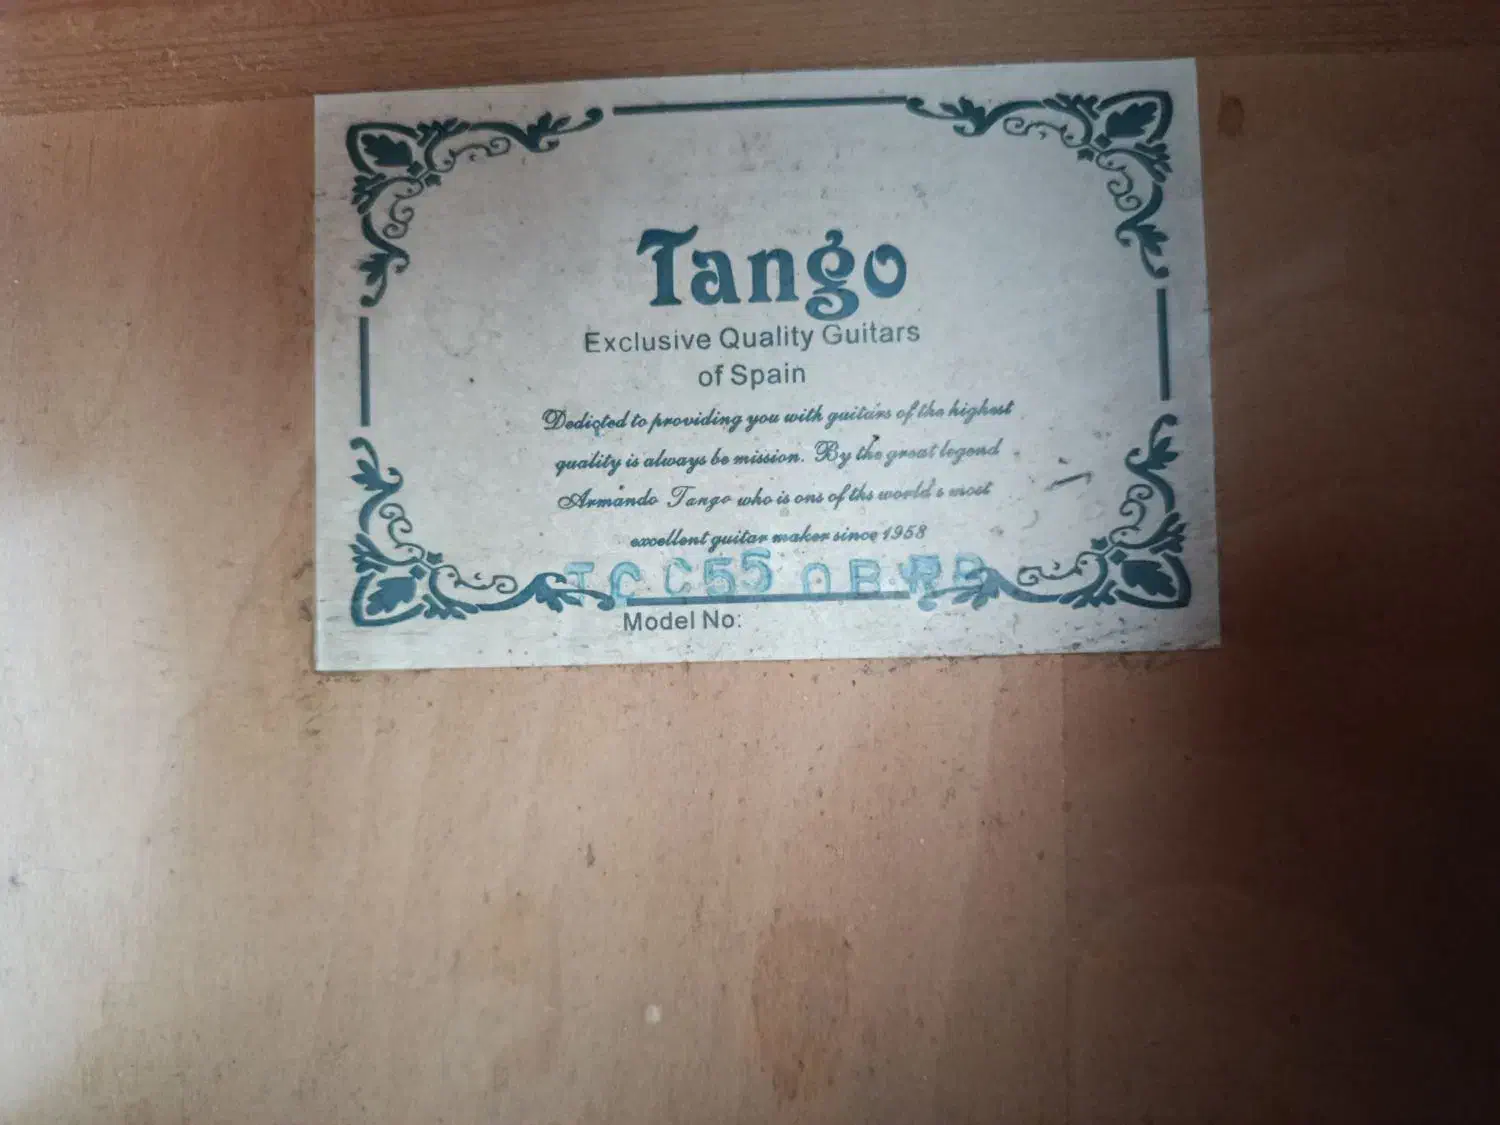 Tango
Exclusive Quality Guitars
of Spain
Dedicted to providing you with guitars of the highest
quality is always be mission. By the great legend
Armando Tango who is ons of ths world's most
excellent guitar maker since 1958
TCC55
Model No: